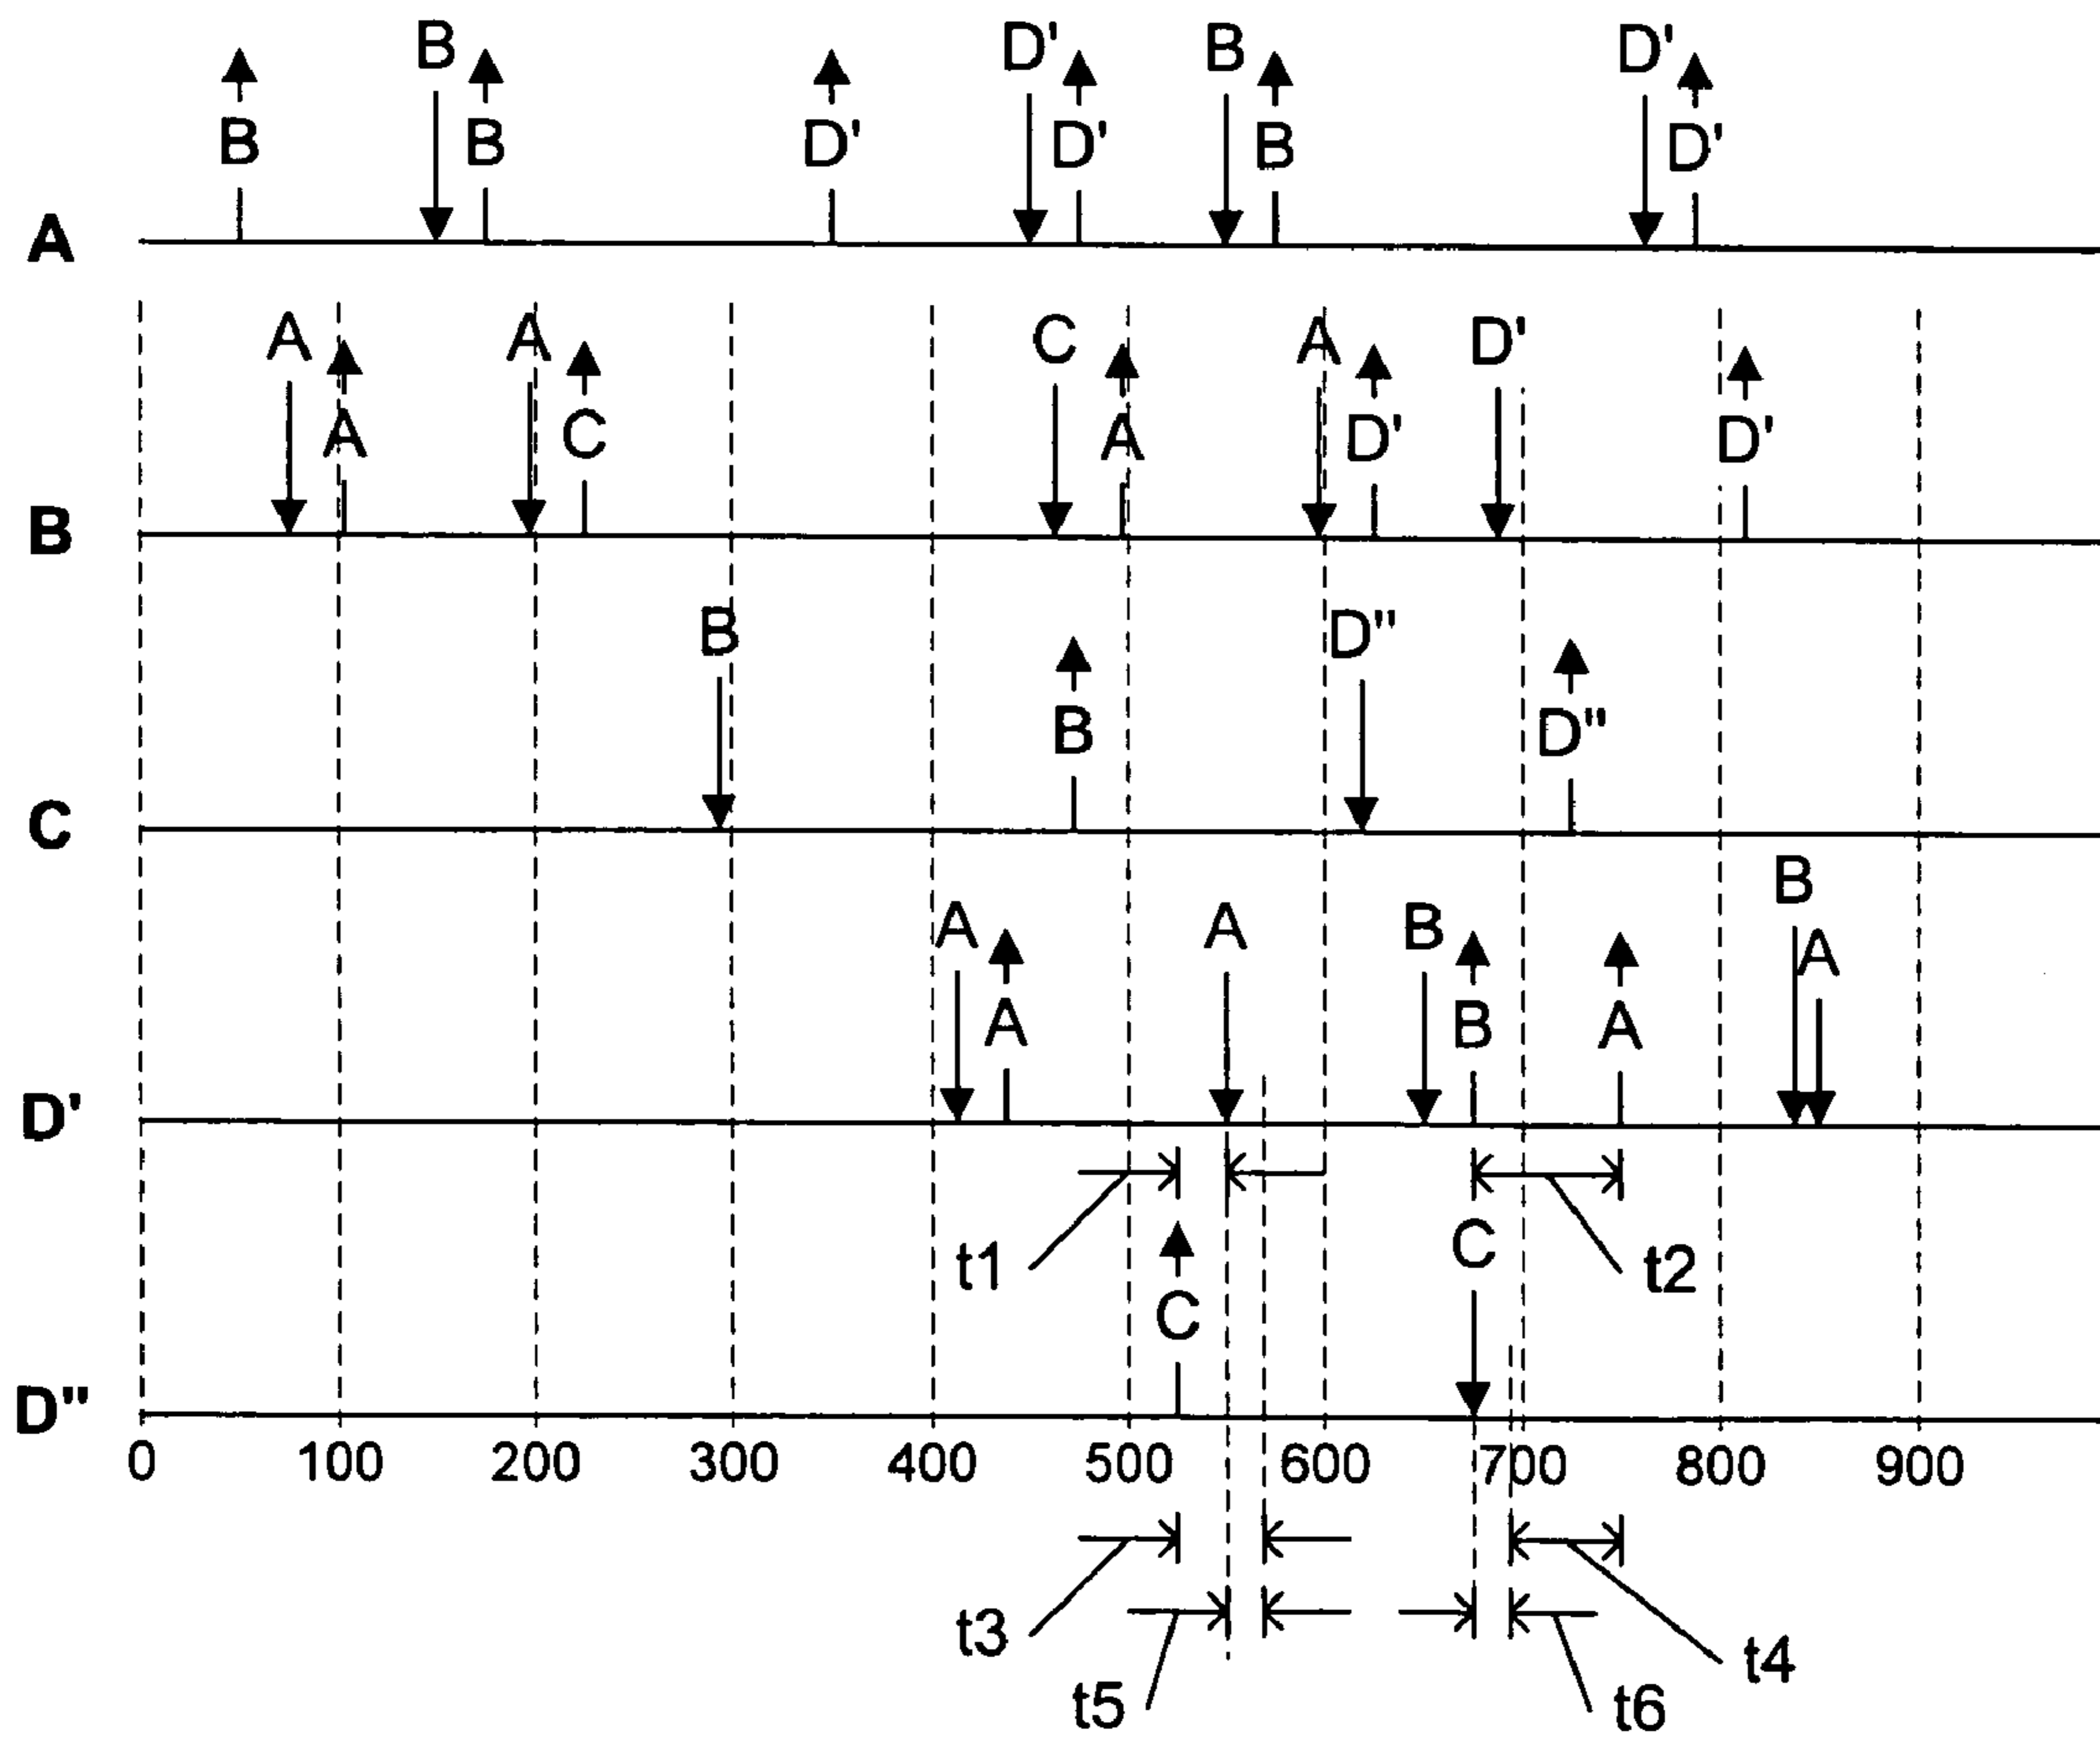 B D' B D'
B B D' D' B D'
A
A A C A D'
A C A D' D'
B
B D"
B D"
C
B
A A B A
A B A
D'
C
t1 t2
C
D"
0 100 200 300 400 500 600 700 800 900
t3 t4
t5 t6